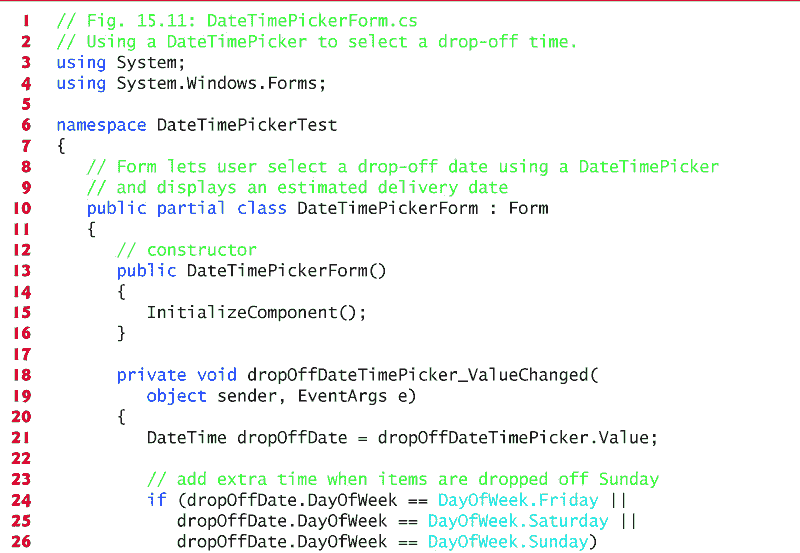 1 // Fig. 15.11: DateTimePickerForm.cs
2 // Using a DateTimePicker to select a drop-off time.
3 using System;
4 using System.Windows.Forms;
5
6 namespace DateTimePickerTest
7 {
8 // Form lets user select a drop-off date using a DateTimePicker
9 // and displays an estimated delivery date
10 public partial class DateTimePickerForm : Form
11 {
12 // constructor
13 public DateTimePickerForm()
14 {
15 InitializeComponent();
16 }
17
18 private void dropOffDateTimePicker_ValueChanged(
19 object sender, EventArgs e)
20 {
21 DateTime dropOffDate = dropOffDateTimePicker.Value;
22
23 // add extra time when items are dropped off Sunday
24 if (dropOffDate.DayOfWeek == DayOfWeek.Friday ||
25 dropOffDate.DayOfWeek == DayOfWeek.Saturday ||
26 dropOffDate.DayOfWeek == DayOfWeek.Sunday)